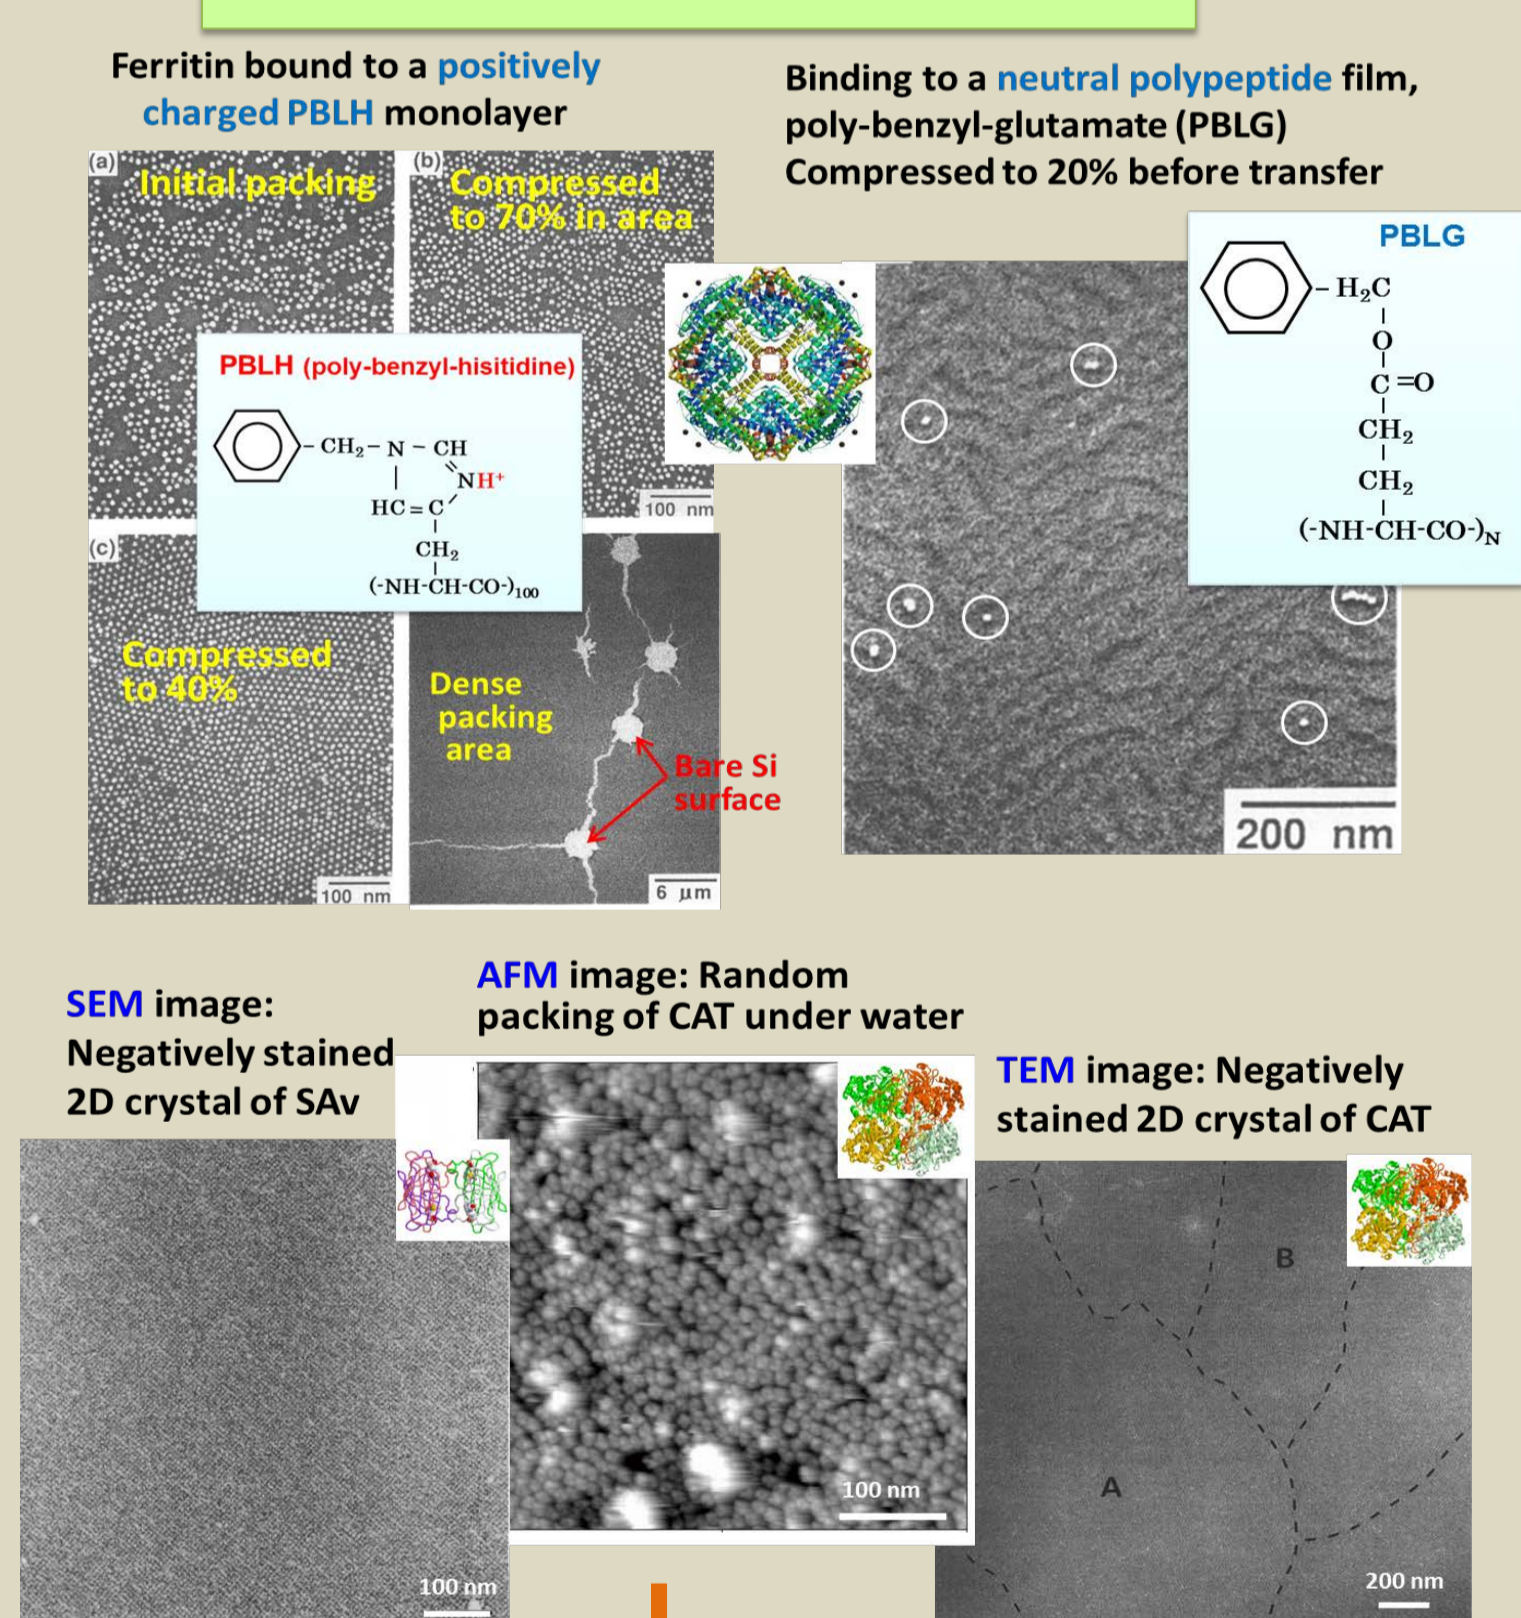 Ferritin bound to a positively
charged PBLH monolayer
Binding to a neutral polypeptide film,
poly-benzyl-glutamate (PBLG)
Compressed to 20% before transfer
(a)
Initial packing
(b)
Compressed
to 70% in area
PBLH (poly-benzyl-hisitidine)
– CH₂– N – CH
NH⁺
HC = C
CH₂
(-NH-CH-CO-)₁₀₀
100 nm
(c)
Compressed
to 40%
100 nm
Dense
packing
area
Bare Si
surface
6 μm
PBLG
– H₂C
O
C =O
CH₂
CH₂
(-NH-CH-CO-)N
200 nm
SEM image:
Negatively stained
2D crystal of SAv
100 nm
AFM image: Random
packing of CAT under water
100 nm
TEM image: Negatively
stained 2D crystal of CAT
B
A
200 nm